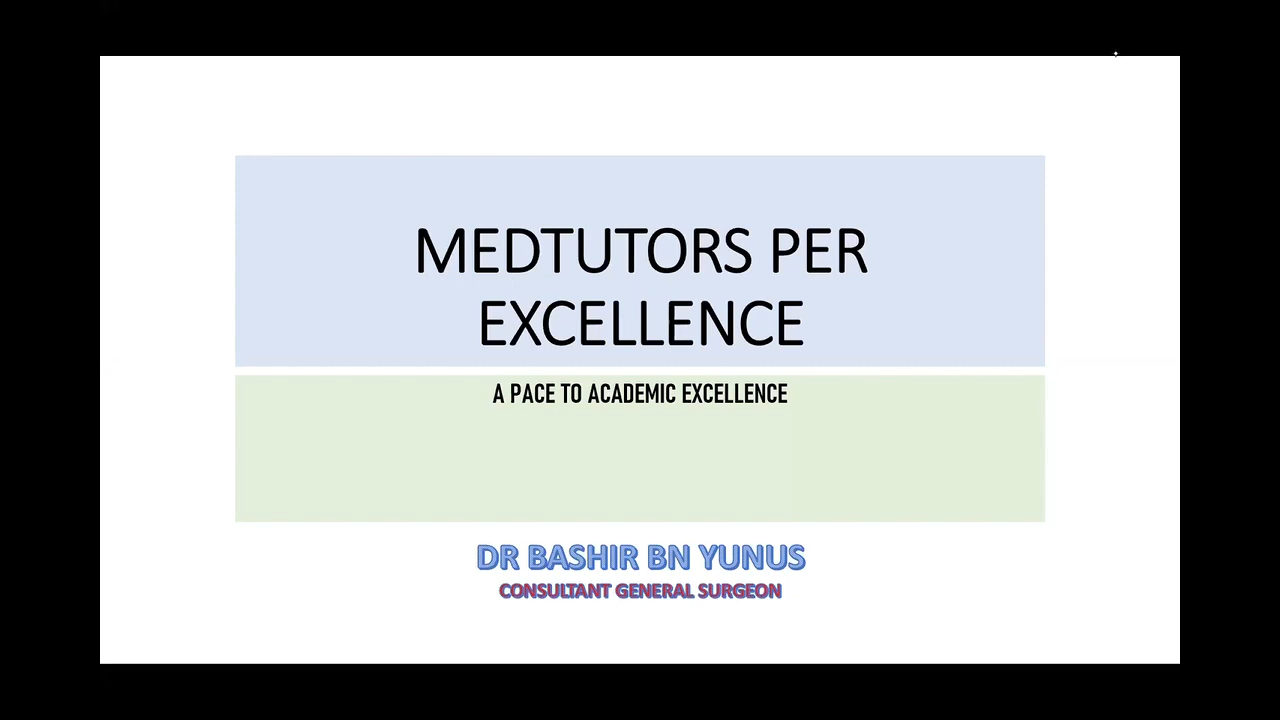 MEDTUTORS PER
EXCELLENCE
A PACE TO ACADEMIC EXCELLENCE
DR BASHIR BN YUNUS
CONSULTANT GENERAL SURGEON